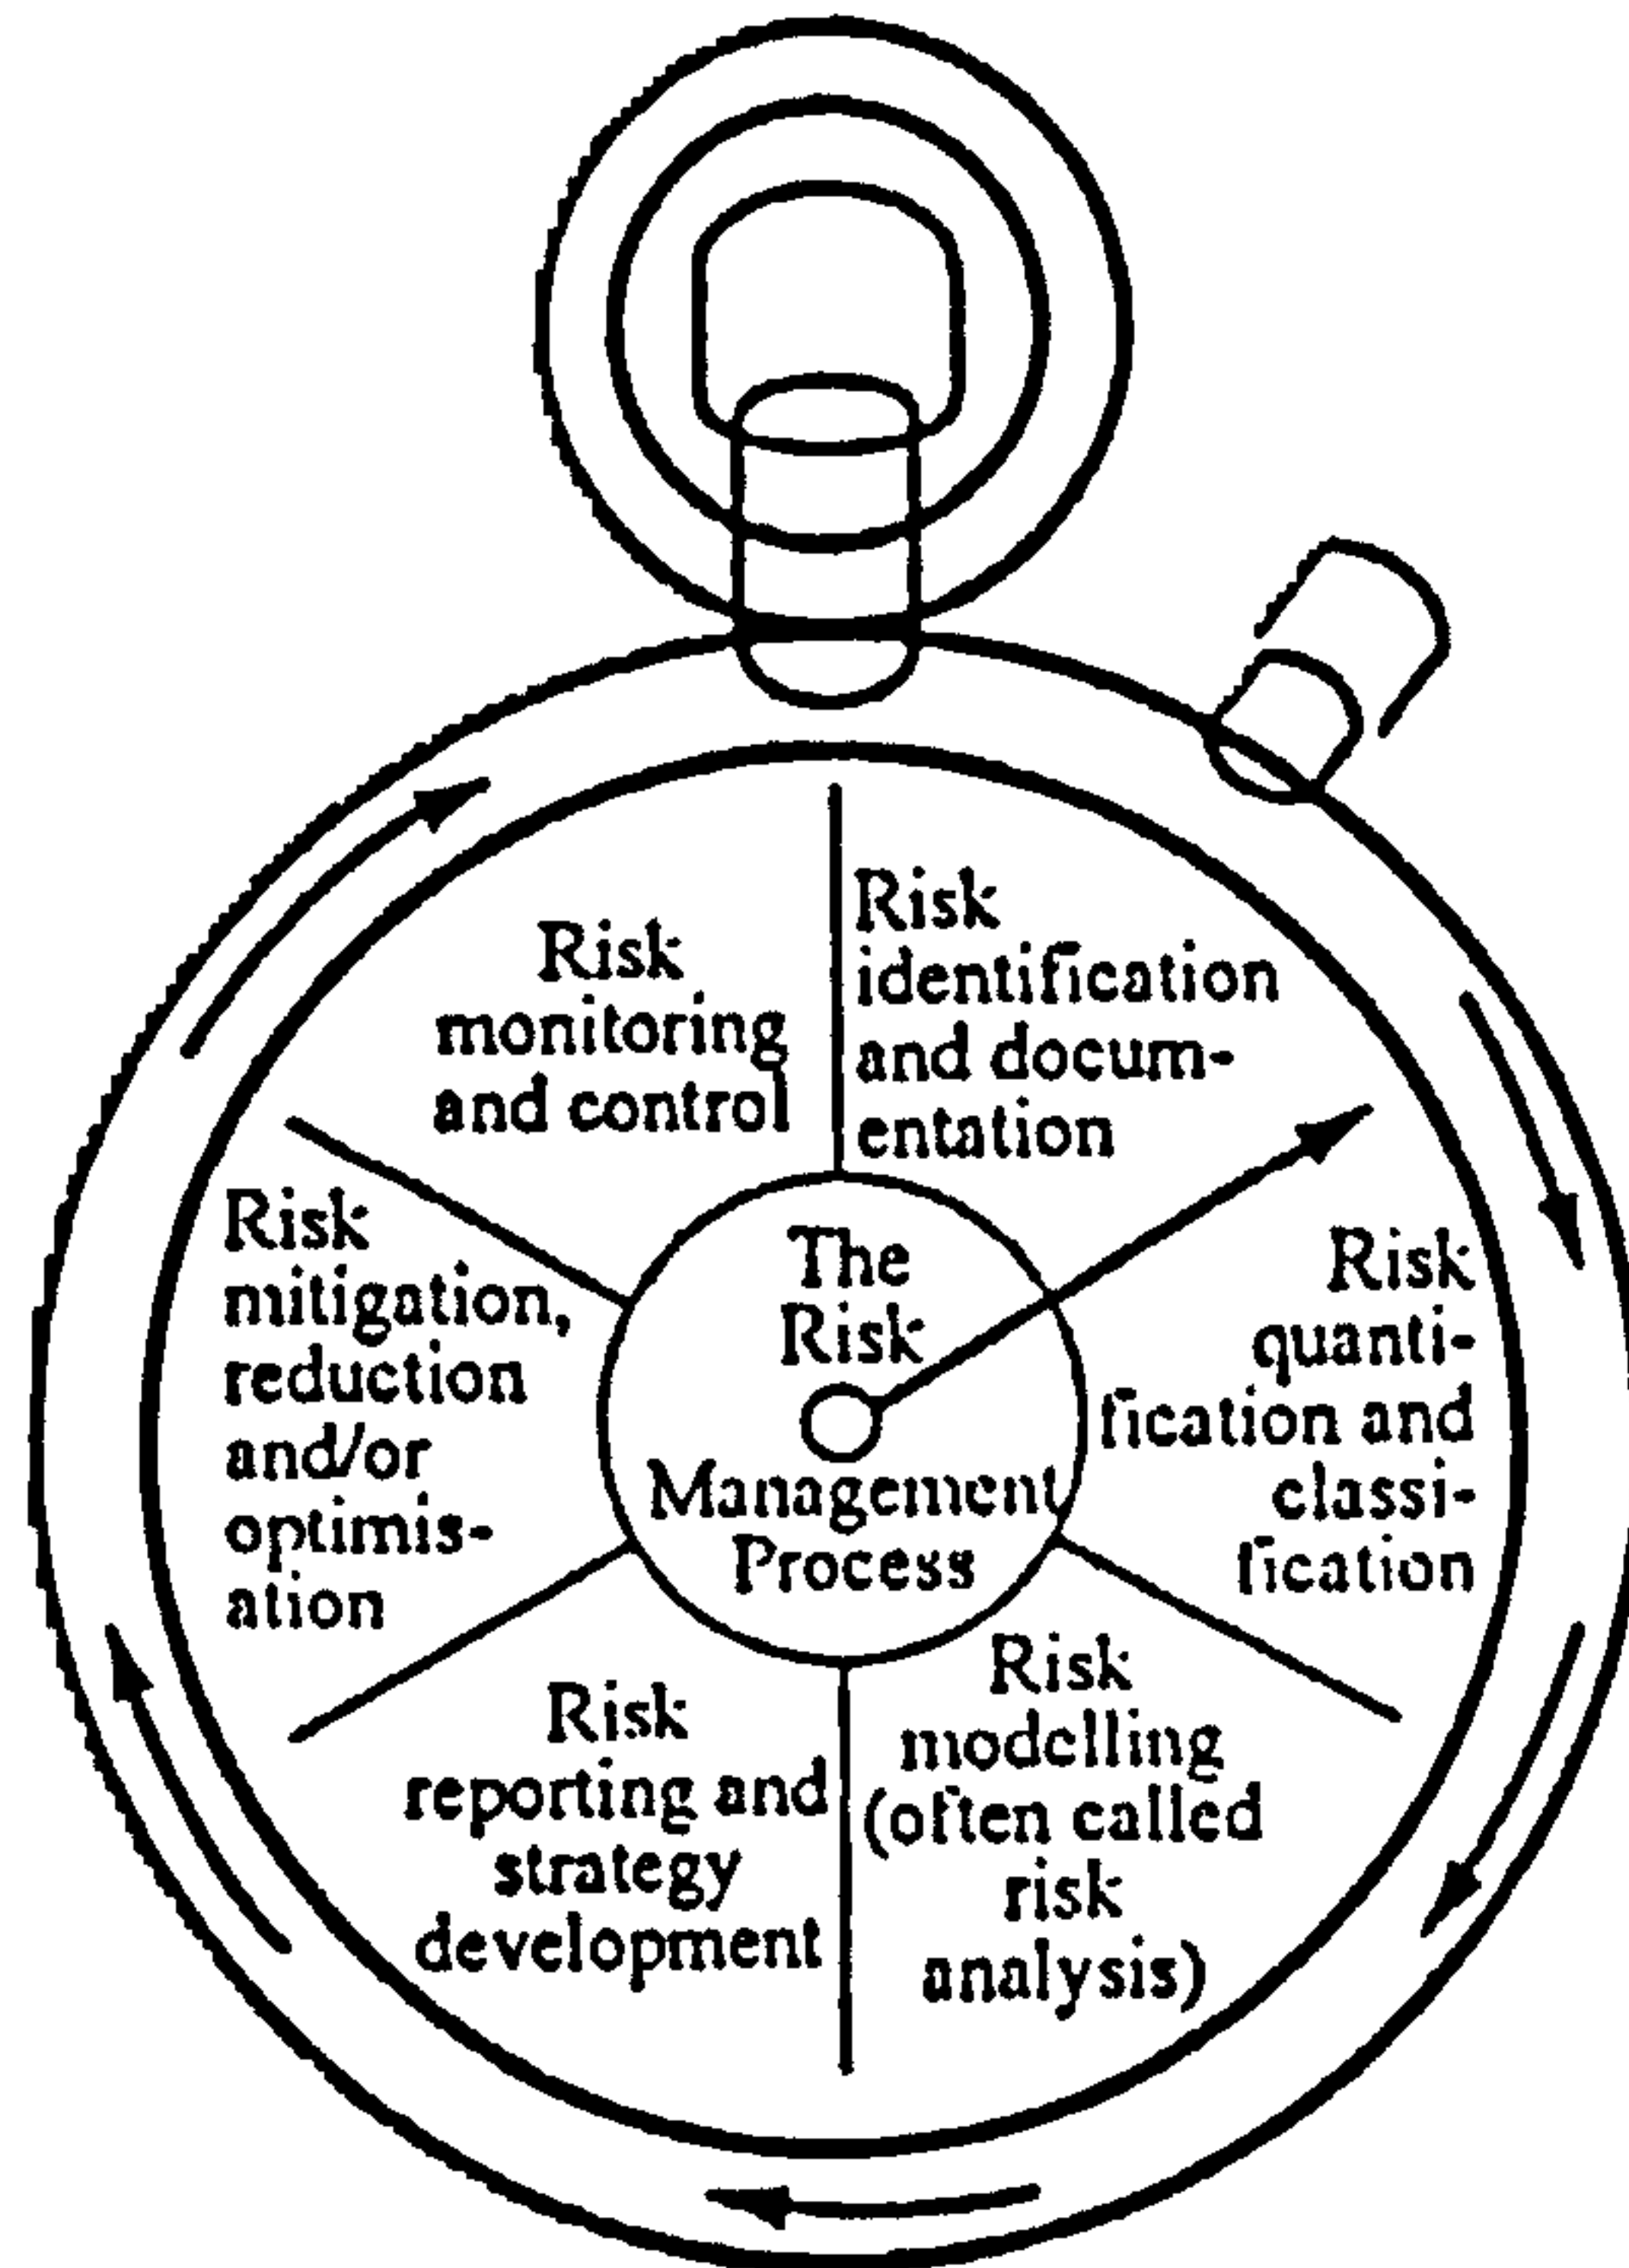 Risk
identification
and docum-
entation
Risk
quanti-
fication and
classi-
fication
Risk
modelling
(often called
risk
analysis)
Risk
reporting and
strategy
development
Risk
mitigation,
reduction
and/or
optimis-
ation
Risk
monitoring
and control
The
Risk
Management
Process